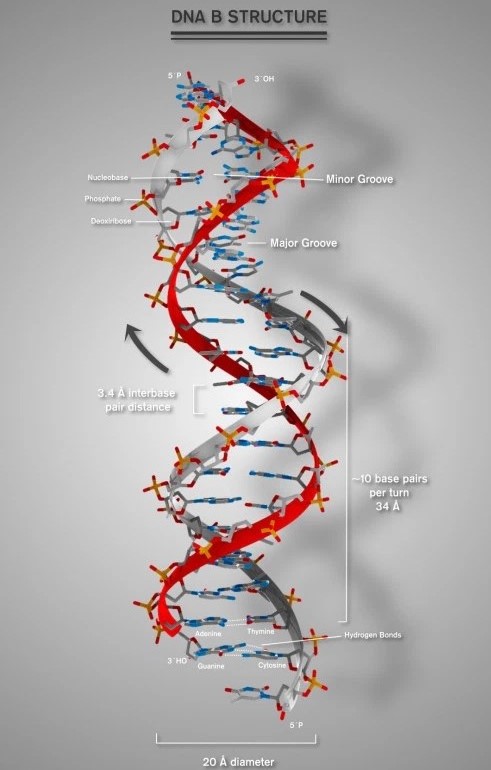 DNA B STRUCTURE
5´P
3´OH
Nucleobase
Minor Groove
Phosphate
Deoxiribose
Major Groove
3.4 Å interbase
pair distance
~10 base pairs
per turn
34 Å
Adenine
Thymine
Hydrogen Bonds
3´HO
Guanine
Cytosine
5´P
20 Å diameter